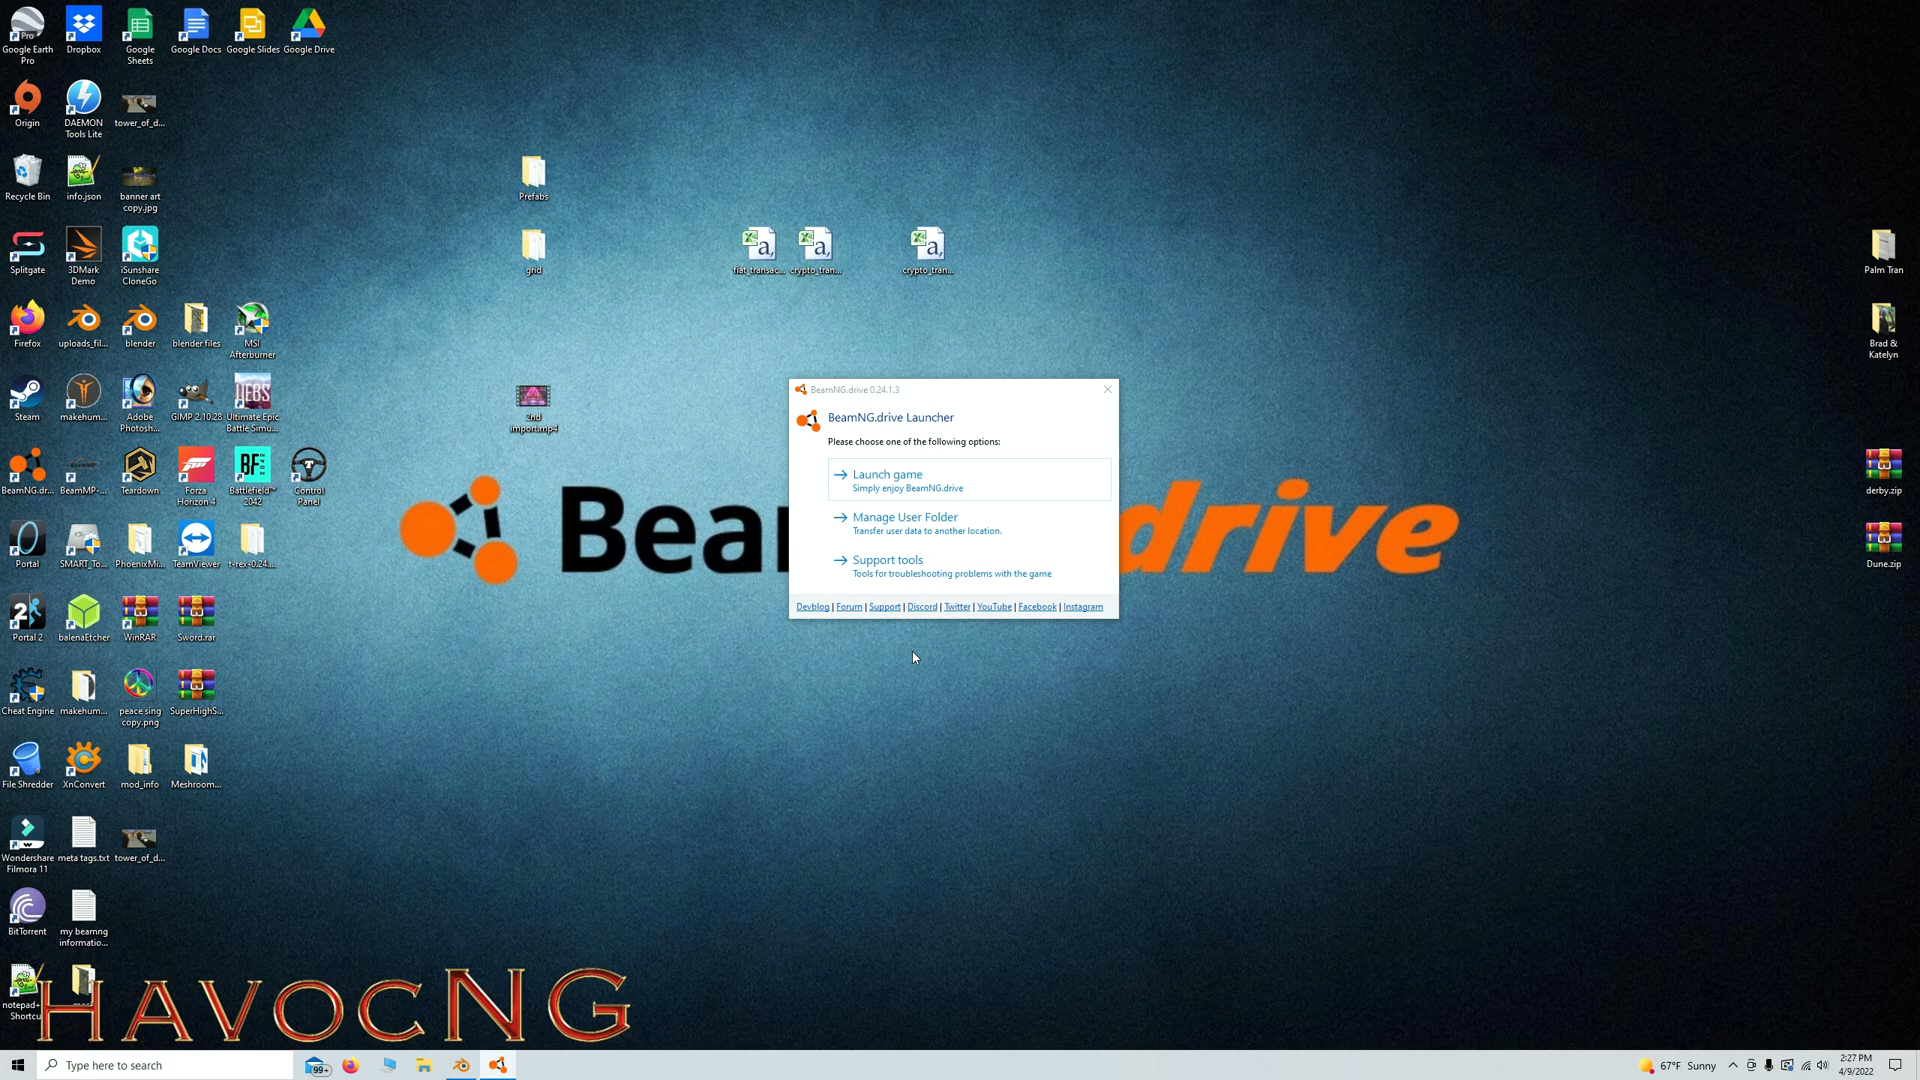 Google Earth Pro
Dropbox
Google Sheets
Google Docs
Google Slides
Google Drive
Origin
DAEMON Tools Lite
tower_of_d...
Recycle Bin
info.json
banner art copy.jpg
Prefabs
Splitgate
3DMark Demo
iSunshare CloneGo
grid
fiat_transac...
crypto_tran...
crypto_tran...
Palm Tran
Firefox
uploads_fil...
blender
blender files
MSI Afterburner
Brad & Katelyn
Steam
makehum...
Adobe Photosh...
GIMP 2.10.28
UEBS
Ultimate Epic Battle Simu...
2nd import.mp4
BeamNG.dr...
BeamMP-...
Teardown
Forza Horizon 4
BF 2042
Battlefield™ 2042
Control Panel
derby.zip
Portal
SMART_To...
PhoenixMi...
TeamViewer
t-rex-0.24....
Dune.zip
Portal 2
balenaEtcher
WinRAR
Sword.rar
Cheat Engine
makehum...
peace sing copy.png
SuperHighS...
File Shredder
XnConvert
mod_info
Meshroom...
Wondershare Filmora 11
meta tags.txt
tower_of_d...
BitTorrent
my beamng informatio...
notepad+
Shortcu
BeamNG.drive 0.24.1.3
BeamNG.drive Launcher
Please choose one of the following options:
Launch game
Simply enjoy BeamNG.drive
Manage User Folder
Transfer user data to another location.
Support tools
Tools for troubleshooting problems with the game
Devblog | Forum | Support | Discord | Twitter | YouTube | Facebook | Instagram
Bea
drive
HAVOCNG
Type here to search
99+
67°F Sunny
2:27 PM
4/9/2022